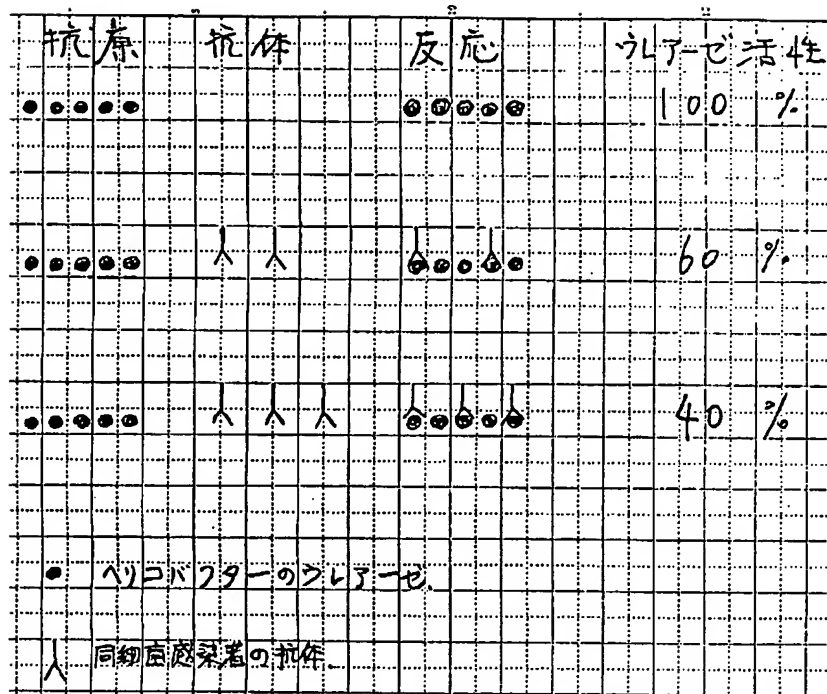 抗原 抗体 反応 ウレアーゼ活性
100 %
60 %
40 %
ヘリコバクターのウレアーゼ.
同細菌感染者の抗体.